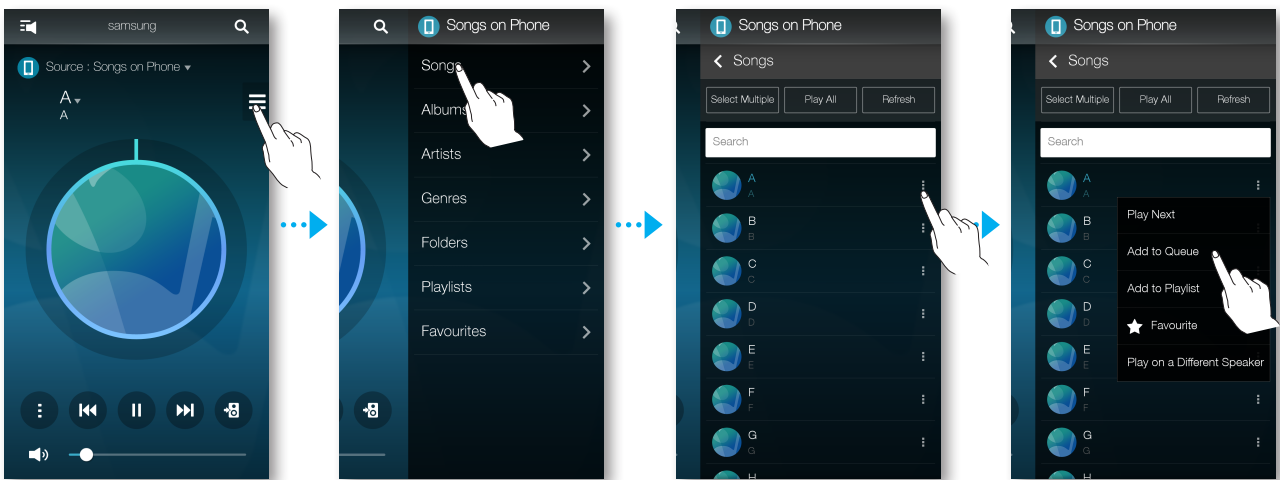 samsung
Source : Songs on Phone
A
A
Songs on Phone
Songs
Albums
Artists
Genres
Folders
Playlists
Favourites
Songs on Phone
Songs
Select Multiple
Play All
Refresh
Search
A
A
B
B
C
C
D
D
E
E
F
F
G
G
H
Songs on Phone
Songs
Select Multiple
Play All
Refresh
Search
A
A
Play Next
B
B
Add to Queue
C
C
Add to Playlist
D
D
Favourite
E
E
Play on a Different Speaker
F
F
G
G
H